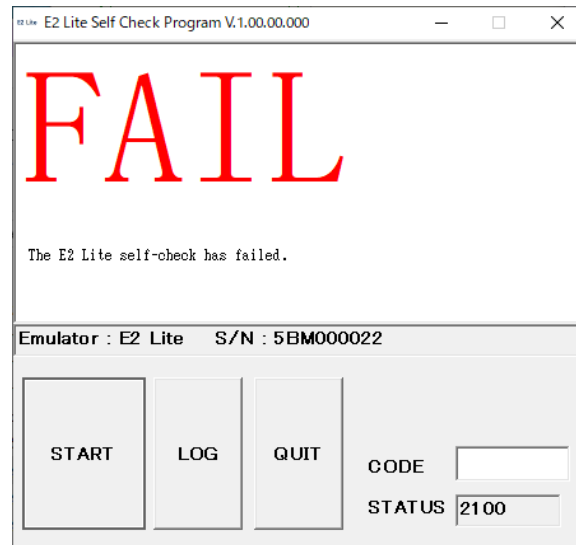 E2 Lite E2 Lite Self Check Program V.1.00.00.000
FAIL
The E2 Lite self-check has failed.
Emulator : E2 Lite S/N : 5BM000022
START LOG QUIT
CODE
STATUS 2100